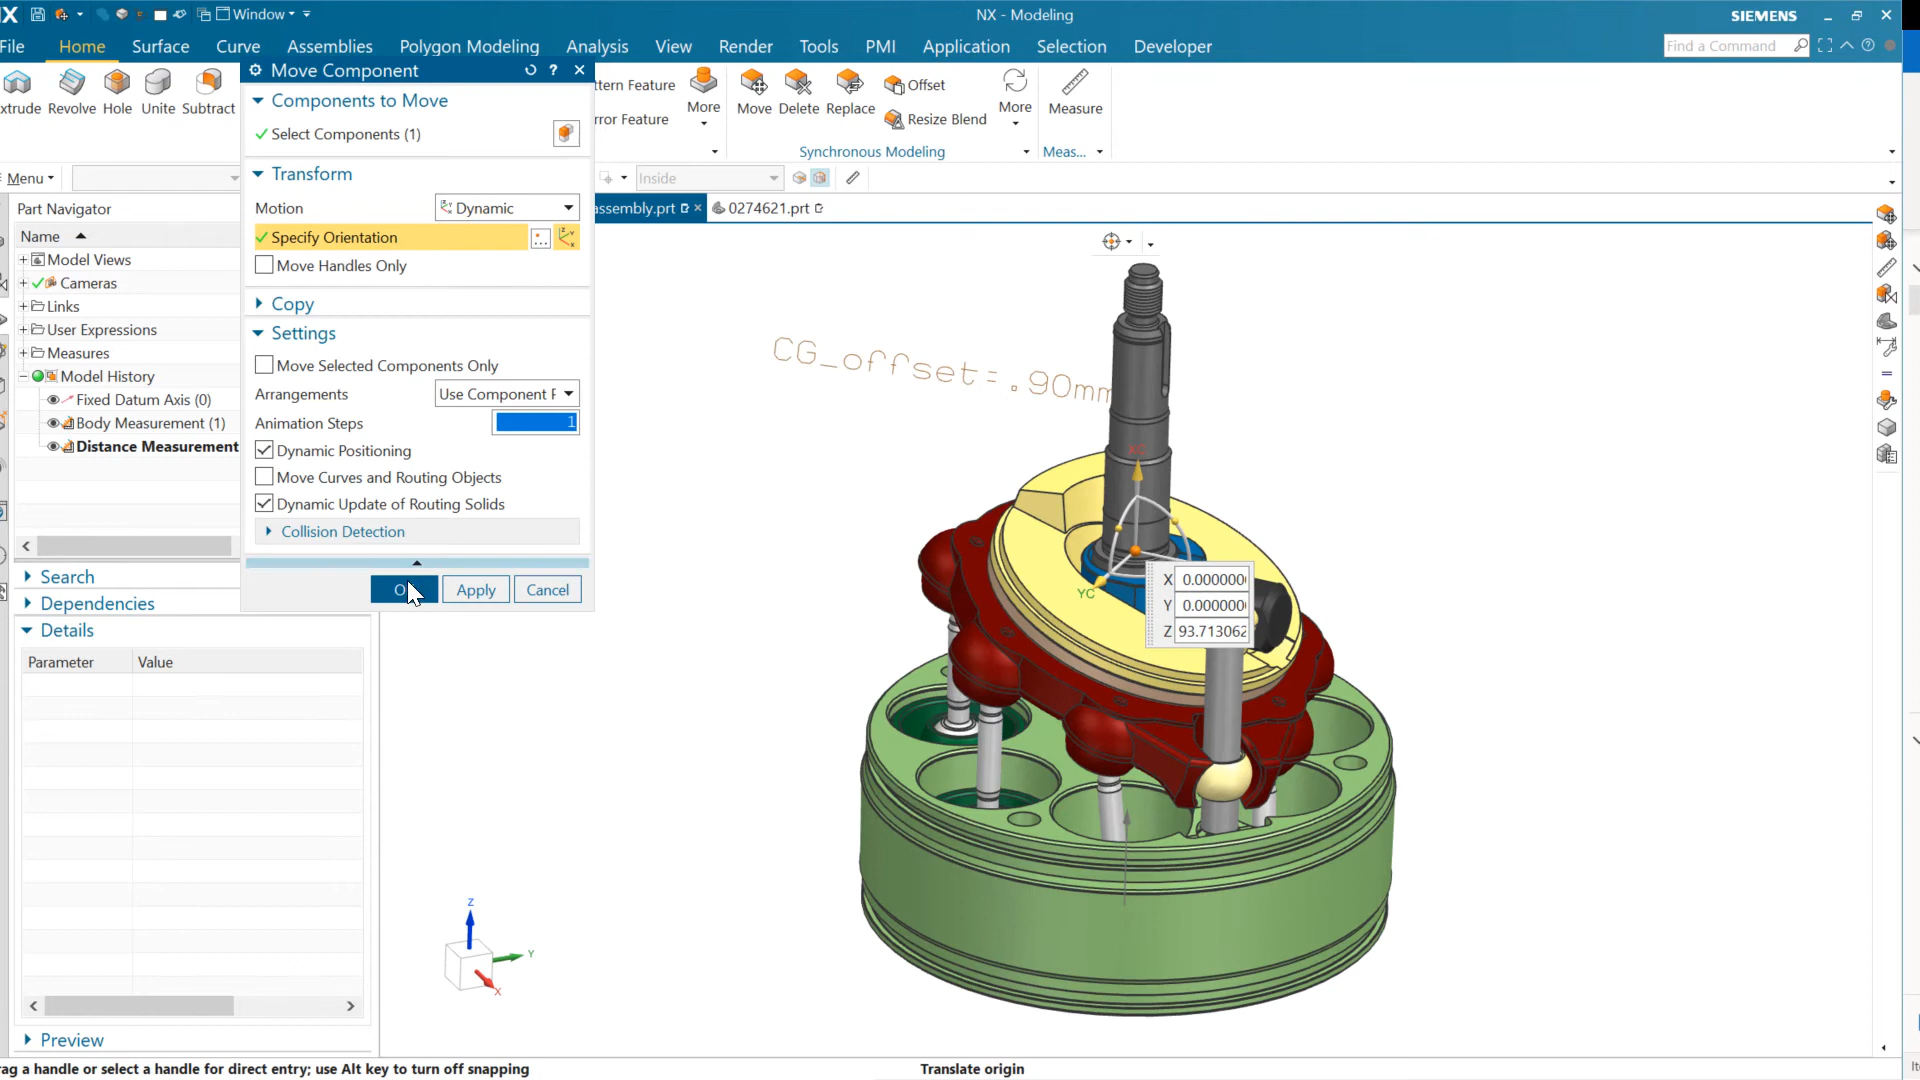 NX
Window
NX - Modeling
SIEMENS
File
Home
Surface
Curve
Assemblies
Polygon Modeling
Analysis
View
Render
Tools
PMI
Application
Selection
Developer
Find a Command
xtrude
Revolve
Hole
Unite
Subtract
ttern Feature
rror Feature
More
Move
Delete
Replace
Offset
Resize Blend
More
Measure
Synchronous Modeling
Meas...
Menu
Inside
Move Component
Components to Move
Select Components (1)
Transform
Motion
Dynamic
Specify Orientation
Move Handles Only
Copy
Settings
Move Selected Components Only
Arrangements
Use Component P
Animation Steps
1
Dynamic Positioning
Move Curves and Routing Objects
Dynamic Update of Routing Solids
Collision Detection
O
Apply
Cancel
Part Navigator
Name
Model Views
Cameras
Links
User Expressions
Measures
Model History
Fixed Datum Axis (0)
Body Measurement (1)
Distance Measurement
Search
Dependencies
Details
Parameter
Value
Preview
assembly.prt
0274621.prt
CG_offset=.90mm
YC
X 0.000000
Y 0.000000
Z 93.713062
Z
Y
X
rag a handle or select a handle for direct entry; use Alt key to turn off snapping
Translate origin